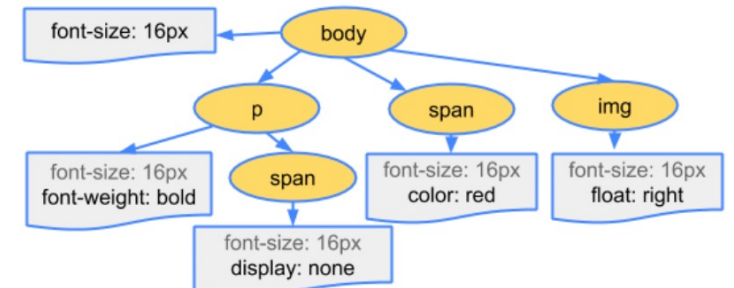 font-size: 16px
body
p
span
img
font-size: 16px
font-weight: bold
span
font-size: 16px
color: red
font-size: 16px
float: right
font-size: 16px
display: none